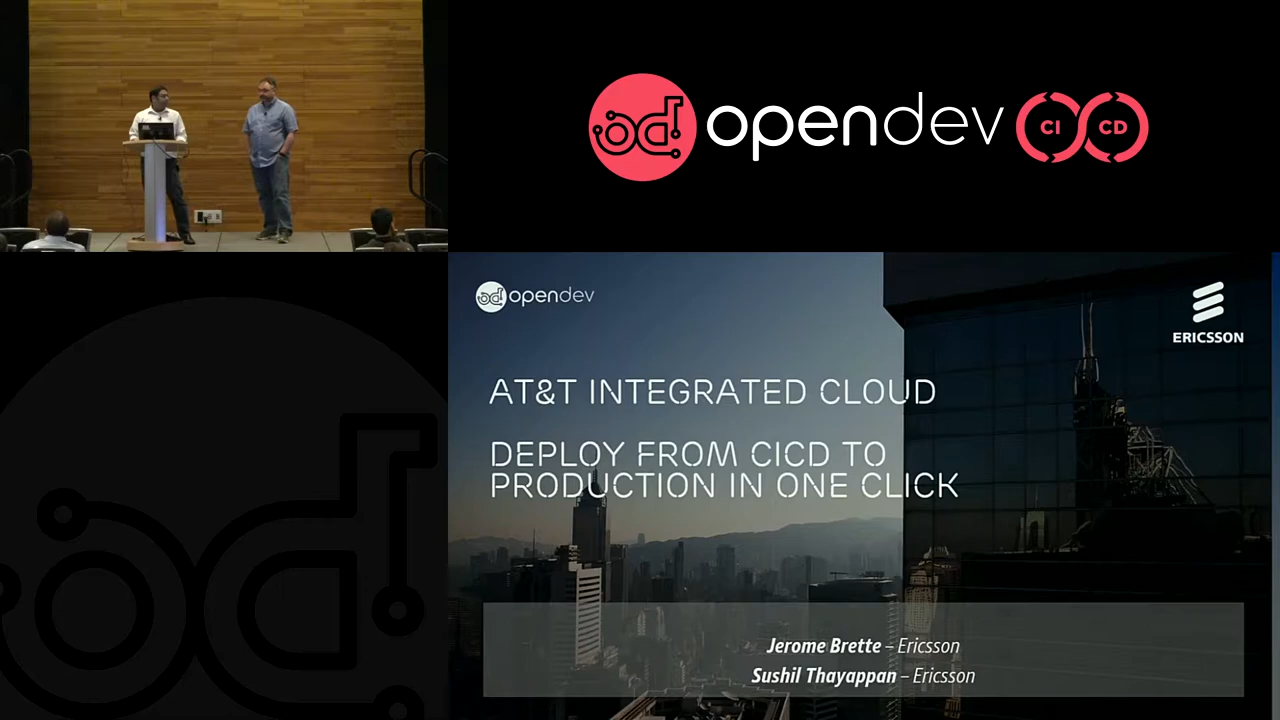 opendev CI CD
opendev
ERICSSON
AT&T INTEGRATED CLOUD
DEPLOY FROM CICD TO
PRODUCTION IN ONE CLICK
Jerome Brette – Ericsson
Sushil Thayappan – Ericsson